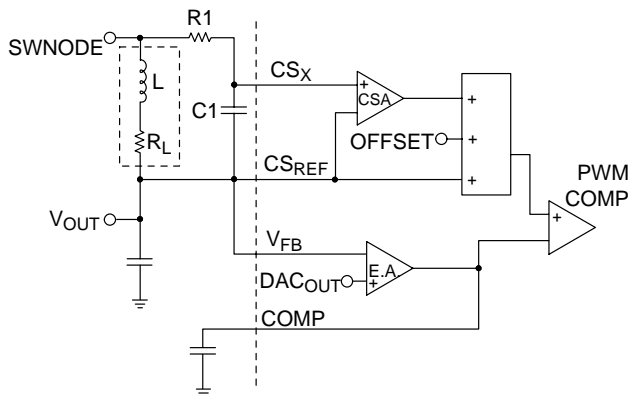 R1
SWNODE
L
CSX
+
CSA
C1
+
OFFSET
+
RL
CSREF
+
PWM
COMP
+
VOUT
VFB
E.A.
DACOUT
+
COMP